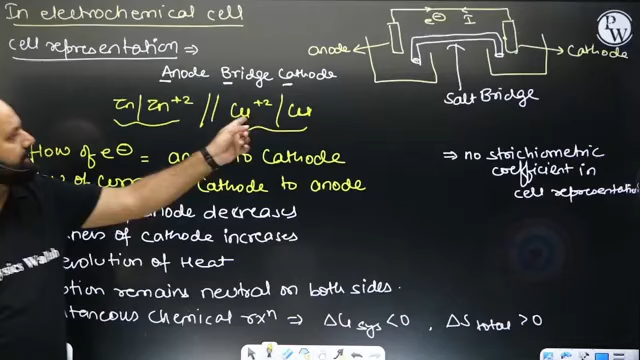 In electrochemical cell
cell representation ⇒
Anode Bridge Cathode
Zn | Zn+2 // Cu+2 | Cu
e⊖ I
anode
Cathode
Salt Bridge
Flow of e⊖ = to Cathode
Cathode to anode
anode decreases
of Cathode increases
evolution of Heat
remains neutral on both sides.
chemical rxn ⇒ ΔG sys < 0 , ΔS total > 0
⇒ no stoichiometric
coefficient in
cell representation
PW